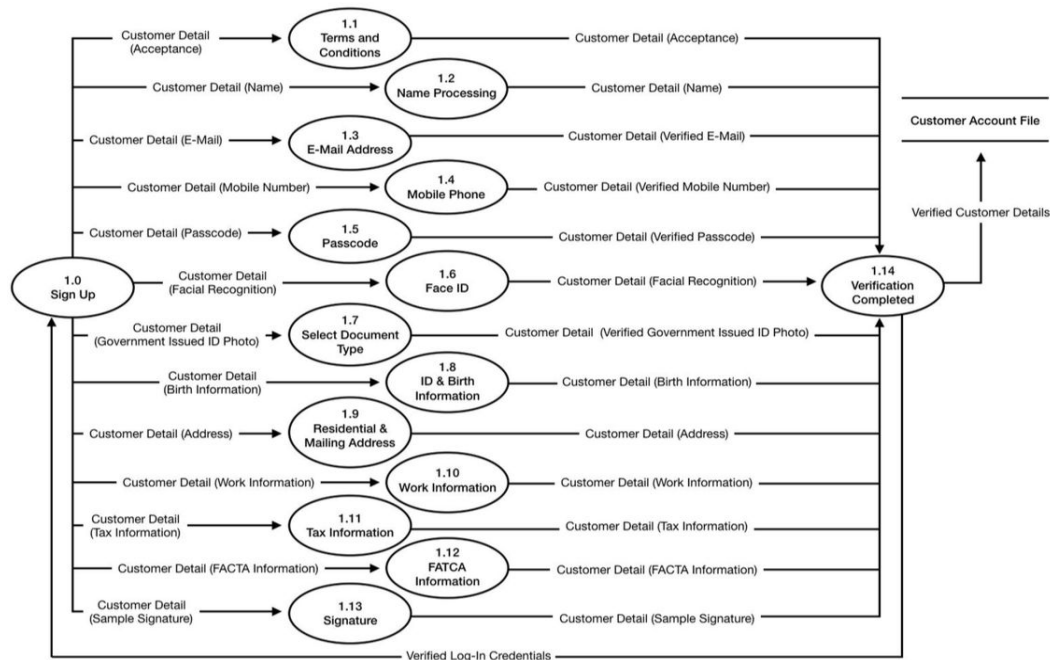 Customer Detail
(Acceptance)
1.1
Terms and
Conditions
Customer Detail (Acceptance)
Customer Detail (Name)
1.2
Name Processing
Customer Detail (Name)
Customer Account File
Customer Detail (E-Mail)
1.3
E-Mail Address
Customer Detail (Verified E-Mail)
Customer Detail (Mobile Number)
1.4
Mobile Phone
Customer Detail (Verified Mobile Number)
Verified Customer Details
Customer Detail (Passcode)
1.5
Passcode
Customer Detail (Verified Passcode)
1.0
Sign Up
Customer Detail
(Facial Recognition)
1.6
Face ID
Customer Detail (Facial Recognition)
1.14
Verification
Completed
Customer Detail
(Government Issued ID Photo)
1.7
Select Document
Type
Customer Detail  (Verified Government Issued ID Photo)
Customer Detail
(Birth Information)
1.8
ID & Birth
Information
Customer Detail (Birth Information)
Customer Detail (Address)
1.9
Residential &
Mailing Address
Customer Detail (Address)
Customer Detail (Work Information)
1.10
Work Information
Customer Detail (Work Information)
Customer Detail
(Tax Information)
1.11
Tax Information
Customer Detail (Tax Information)
Customer Detail (FACTA Information)
1.12
FATCA
Information
Customer Detail (FACTA Information)
Customer Detail
(Sample Signature)
1.13
Signature
Customer Detail (Sample Signature)
Verified Log-In Credentials